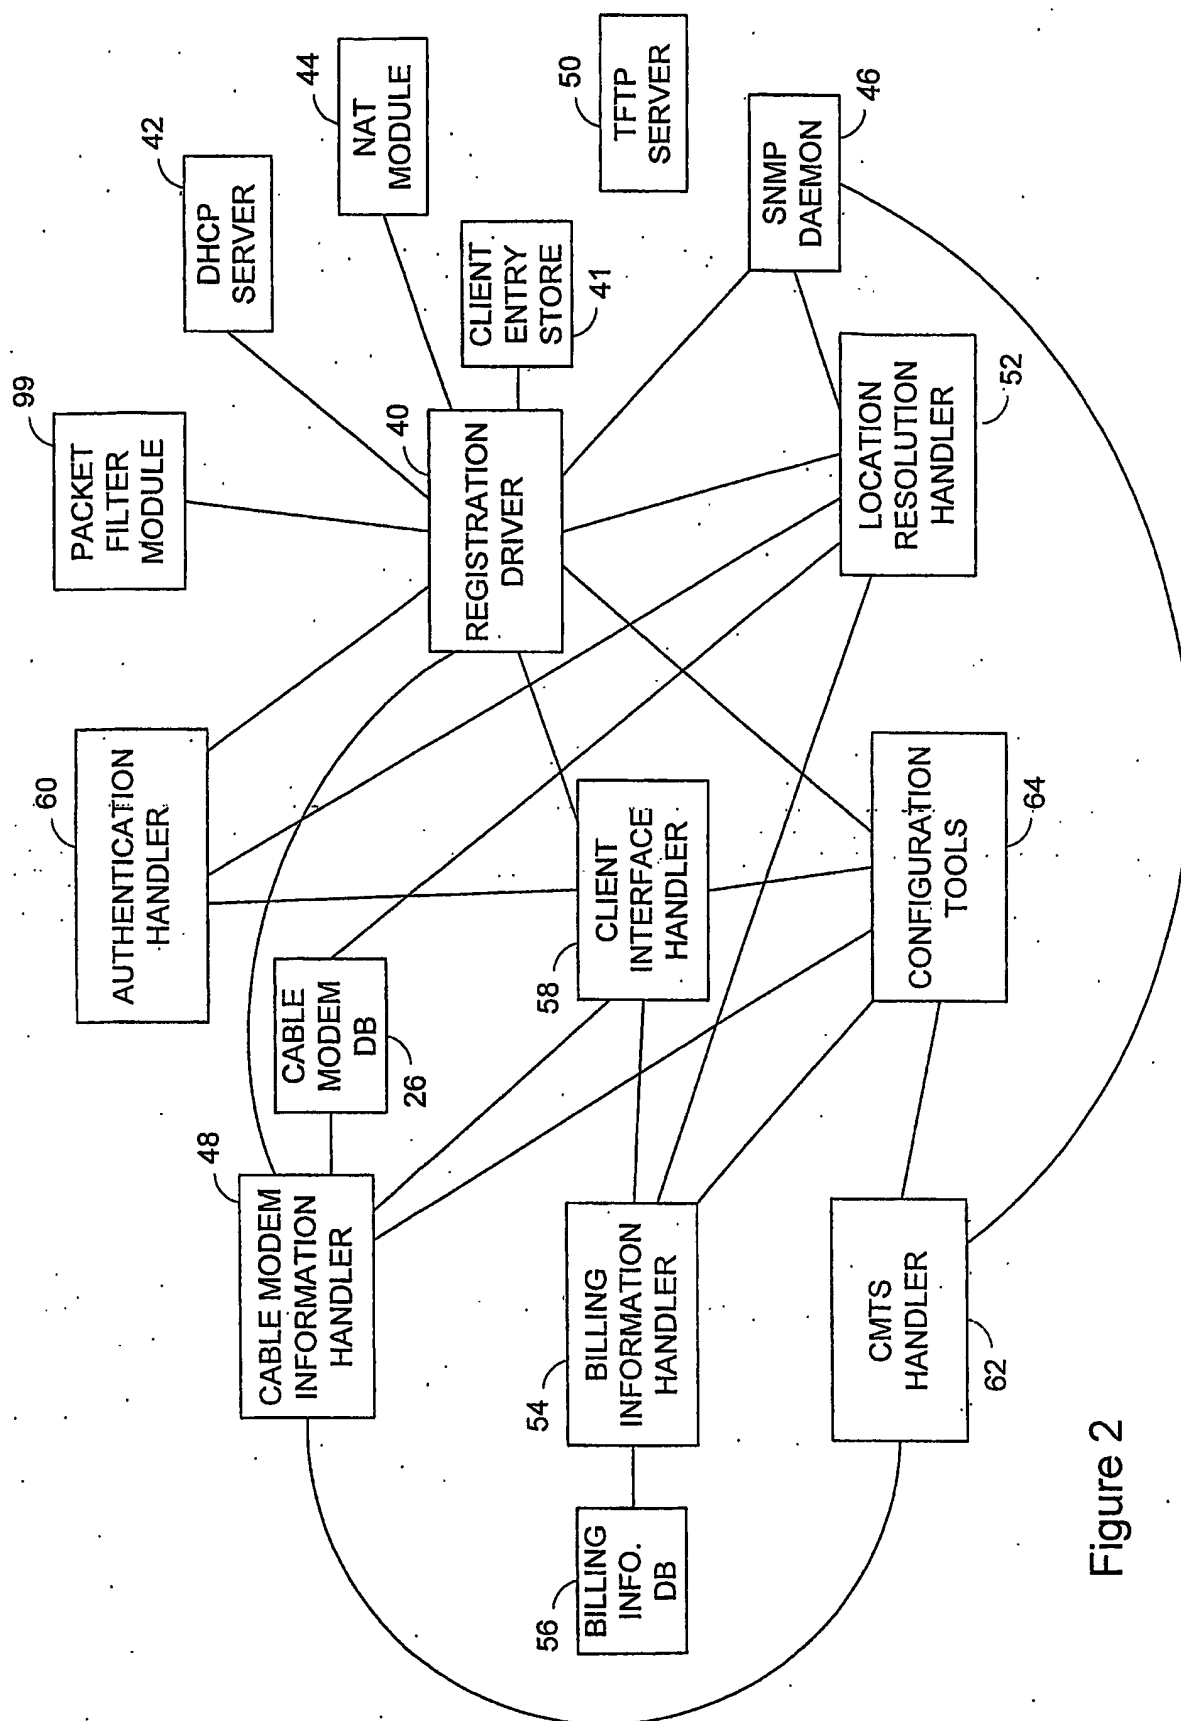 60
AUTHENTICATION
HANDLER
99
PACKET
FILTER
MODULE
42
DHCP
SERVER
44
NAT
MODULE
48
CABLE MODEM
INFORMATION
HANDLER
CABLE
MODEM
DB
26
40
REGISTRATION
DRIVER
CLIENT
ENTRY
STORE
41
50
TFTP
SERVER
56
BILLING
INFO.
DB
54
BILLING
INFORMATION
HANDLER
58
CLIENT
INTERFACE
HANDLER
SNMP
DAEMON
46
CMTS
HANDLER
62
CONFIGURATION
TOOLS
64
LOCATION
RESOLUTION
HANDLER
52
Figure 2